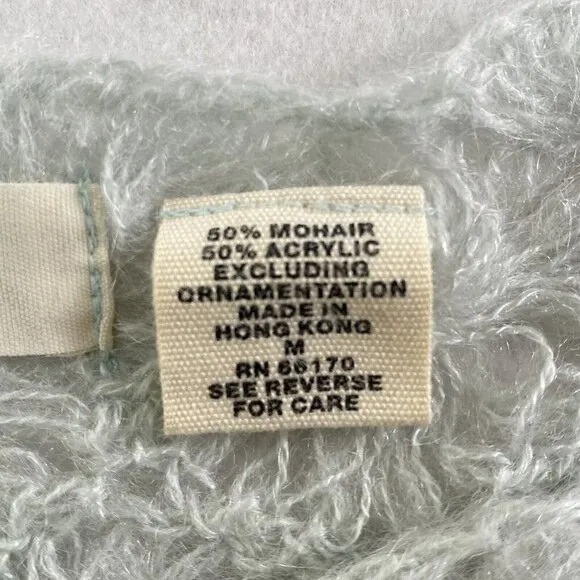 50% MOHAIR
50% ACRYLIC
EXCLUDING
ORNAMENTATION
MADE IN
HONG KONG
M
RN 66170
SEE REVERSE
FOR CARE